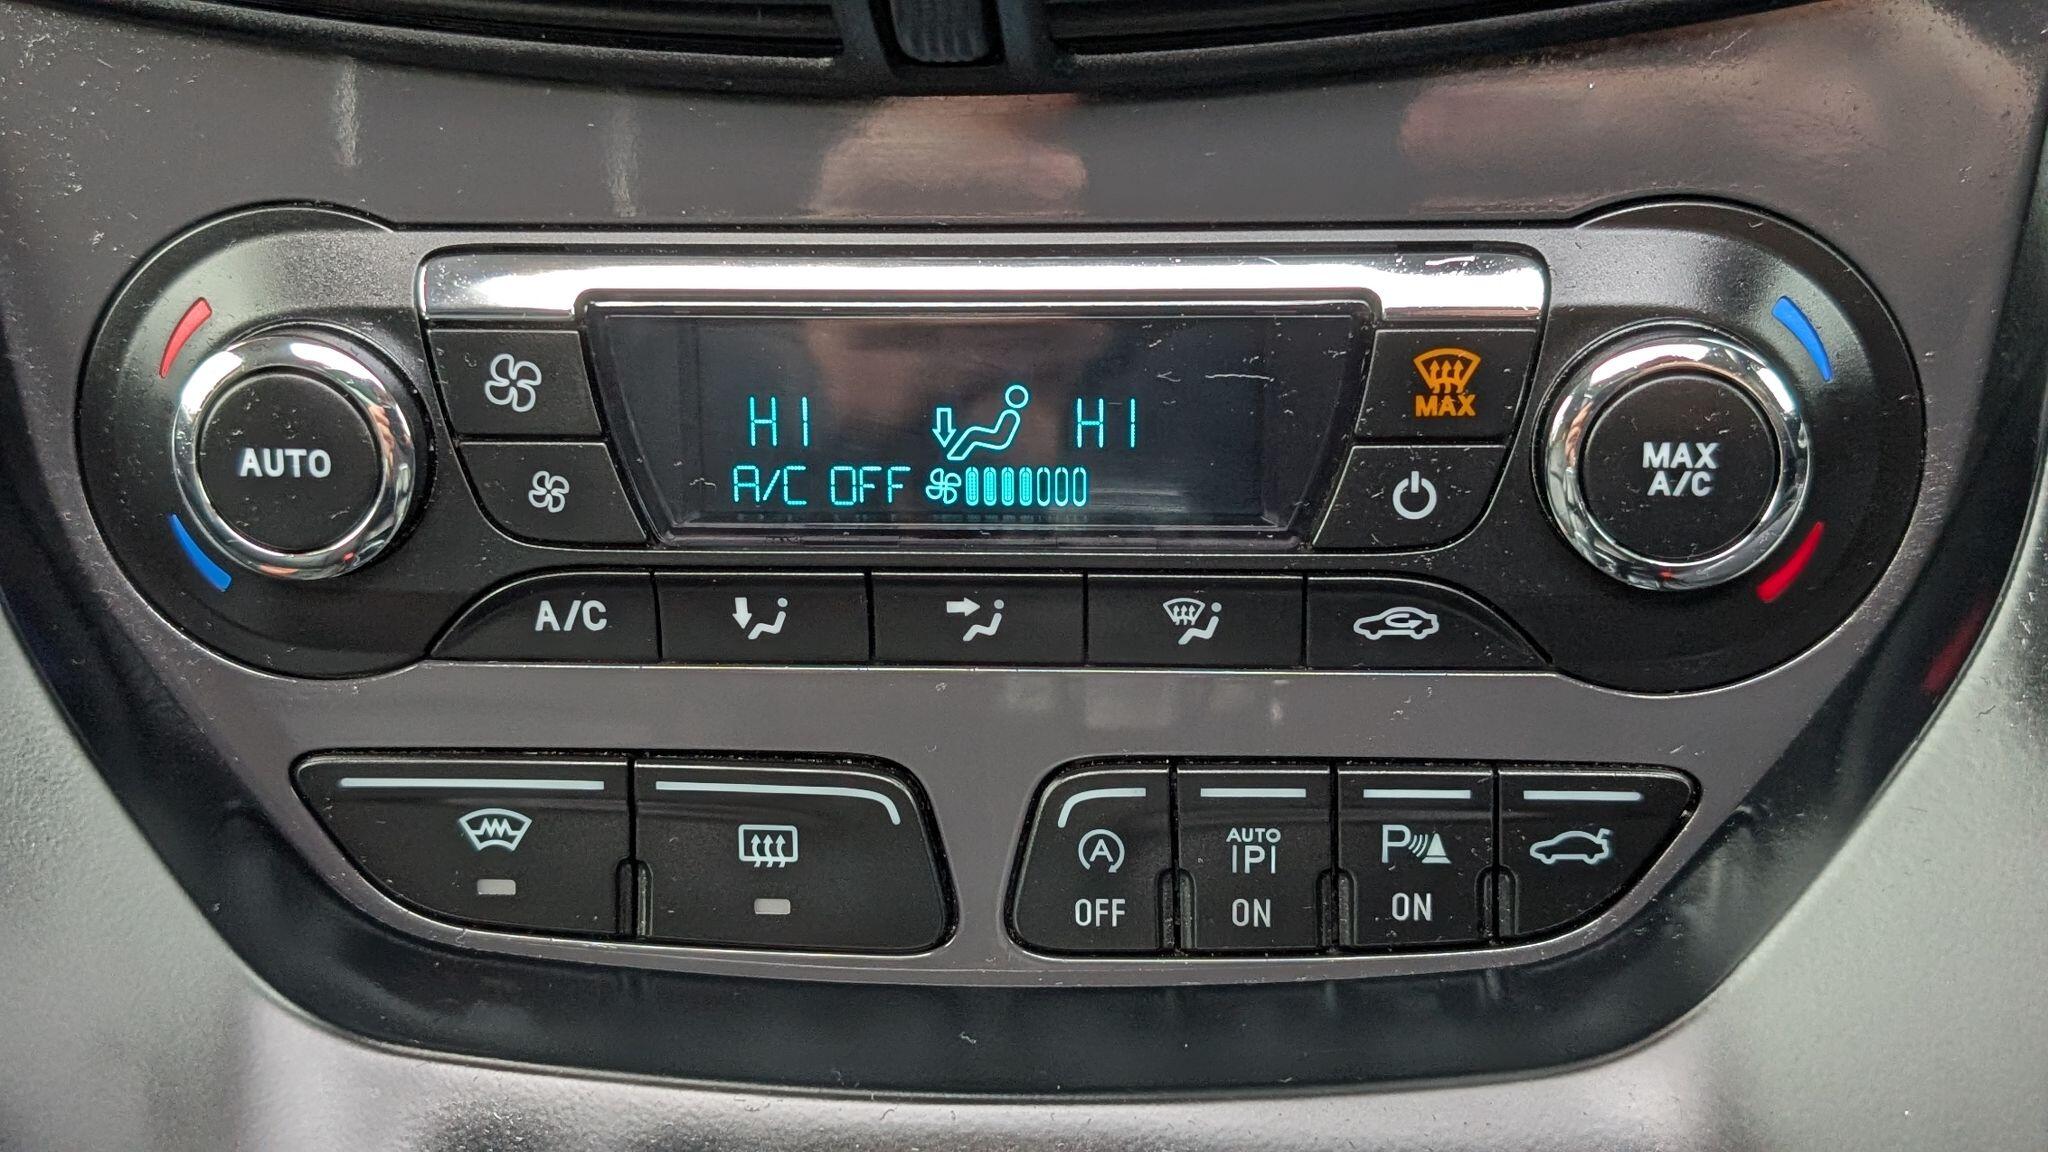 HI HI
A/C OFF
AUTO
MAX
MAX
A/C
A/C
A
OFF
AUTO
P
ON
P
ON